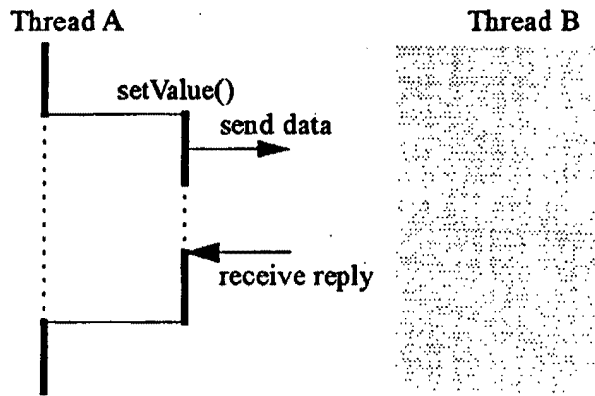 Thread A
Thread B
setValue()
send data
receive reply